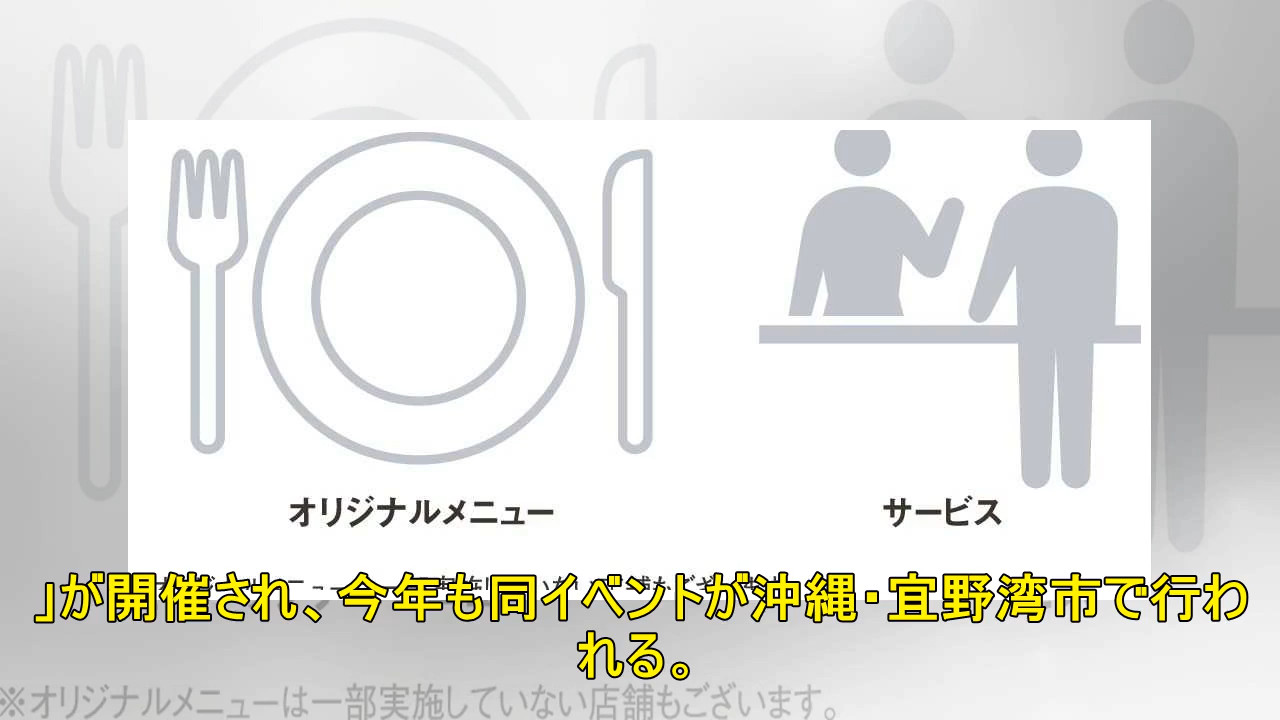 オリジナルメニュー
サービス
」が開催され、今年も同イベントが沖縄・宜野湾市で行わ
れる。
※オリジナルメニューは一部実施していない店舗もございます。